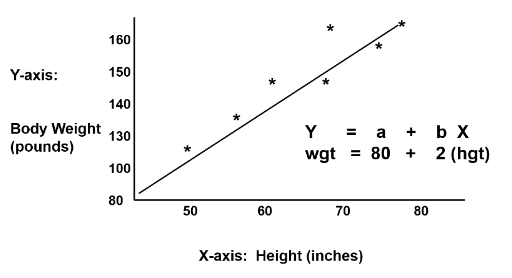 160
Y-axis:
150
140
Body Weight
(pounds)
130
100
80
Y = a + b X
wgt = 80 + 2 (hgt)
50 60 70 80
X-axis: Height (inches)